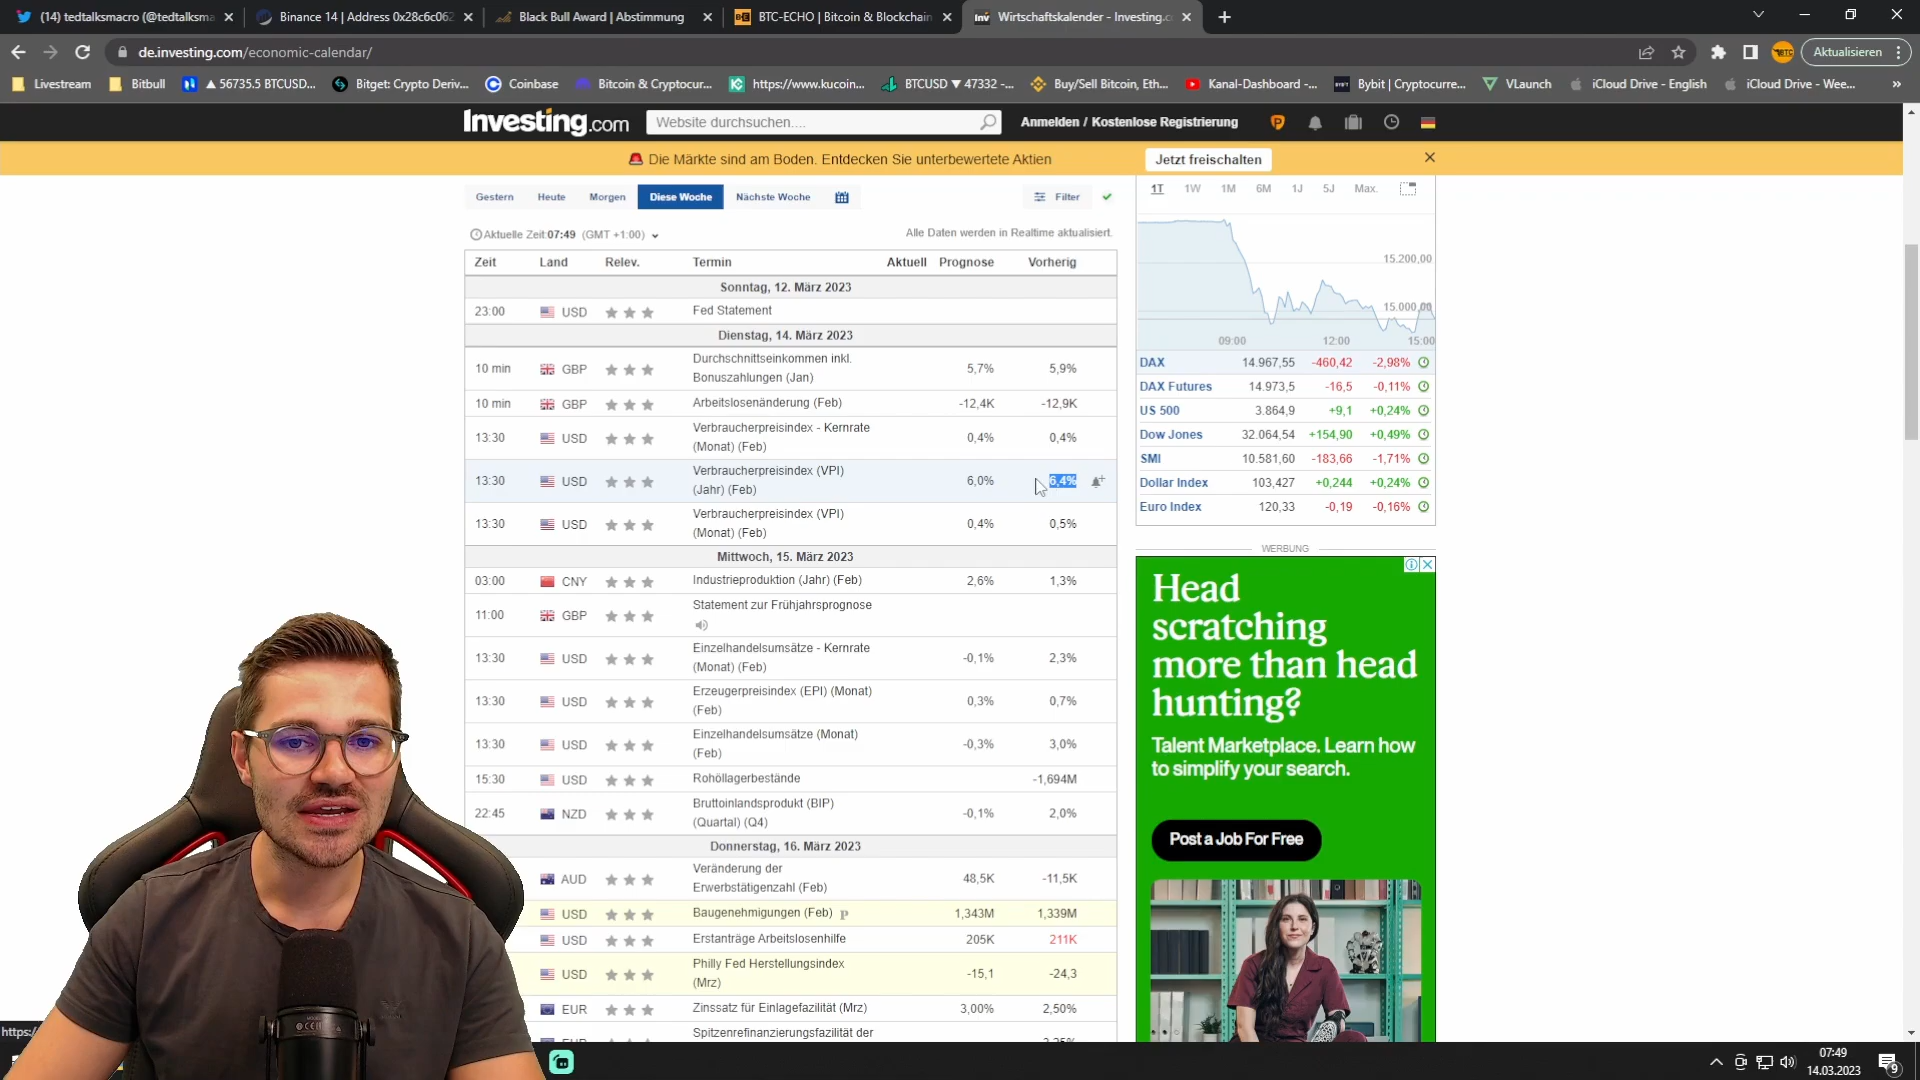 (14) tedtalksmacro (@tedtalksma
Binance 14 | Address 0x28c6c062
Black Bull Award | Abstimmung
BTC-ECHO | Bitcoin & Blockchain
Wirtschaftskalender - Investing.c
de.investing.com/economic-calendar/
Aktualisieren
Livestream
Bitbull
▲ 56735.5 BTCUSD...
Bitget: Crypto Deriv...
Coinbase
Bitcoin & Cryptocur...
https://www.kucoin...
BTCUSD ▼ 47332 -...
Buy/Sell Bitcoin, Eth...
Kanal-Dashboard -...
Bybit | Cryptocurre...
VLaunch
iCloud Drive - English
iCloud Drive - Wee...
Investing.com
Website durchsuchen....
Anmelden / Kostenlose Registrierung
Die Märkte sind am Boden. Entdecken Sie unterbewertete Aktien
Jetzt freischalten
Gestern Heute Morgen Diese Woche Nächste Woche Filter
Aktuelle Zeit:07:49 (GMT +1:00)
Alle Daten werden in Realtime aktualisiert.
Zeit Land Relev. Termin Aktuell Prognose Vorherig
Sonntag, 12. März 2023
23:00 USD Fed Statement
Dienstag, 14. März 2023
10 min GBP Durchschnittseinkommen inkl. 5,7% 5,9%
Bonuszahlungen (Jan)
10 min GBP Arbeitslosenänderung (Feb) -12,4K -12,9K
13:30 USD Verbraucherpreisindex - Kernrate 0,4% 0,4%
(Monat) (Feb)
13:30 USD Verbraucherpreisindex (VPI) 6,0% 6,4%
(Jahr) (Feb)
13:30 USD Verbraucherpreisindex (VPI) 0,4% 0,5%
(Monat) (Feb)
Mittwoch, 15. März 2023
03:00 CNY Industrieproduktion (Jahr) (Feb) 2,6% 1,3%
11:00 GBP Statement zur Frühjahrsprognose
13:30 USD Einzelhandelsumsätze - Kernrate -0,1% 2,3%
(Monat) (Feb)
13:30 USD Erzeugerpreisindex (EPI) (Monat) 0,3% 0,7%
(Feb)
13:30 USD Einzelhandelsumsätze (Monat) -0,3% 3,0%
(Feb)
15:30 USD Rohöllagerbestände -1,694M
22:45 NZD Bruttoinlandsprodukt (BIP) -0,1% 2,0%
(Quartal) (Q4)
Donnerstag, 16. März 2023
AUD Veränderung der 48,5K -11,5K
Erwerbstätigenzahl (Feb)
USD Baugenehmigungen (Feb) P 1,343M 1,339M
USD Erstanträge Arbeitslosenhilfe 205K 211K
USD Philly Fed Herstellungsindex -15,1 -24,3
(Mrz)
EUR Zinssatz für Einlagefazilität (Mrz) 3,00% 2,50%
Spitzenrefinanzierungsfazilität der
1T 1W 1M 6M 1J 5J Max.
15.200,00
15.000,00
09:00 12:00 15:00
DAX 14.967,55 -460,42 -2,98%
DAX Futures 14.973,5 -16,5 -0,11%
US 500 3.864,9 +9,1 +0,24%
Dow Jones 32.064,54 +154,90 +0,49%
SMI 10.581,60 -183,66 -1,71%
Dollar Index 103,427 +0,244 +0,24%
Euro Index 120,33 -0,19 -0,16%
WERBUNG
Head
scratching
more than head
hunting?
Talent Marketplace. Learn how
to simplify your search.
Post a Job For Free
https:/
07:49
14.03.2023
9